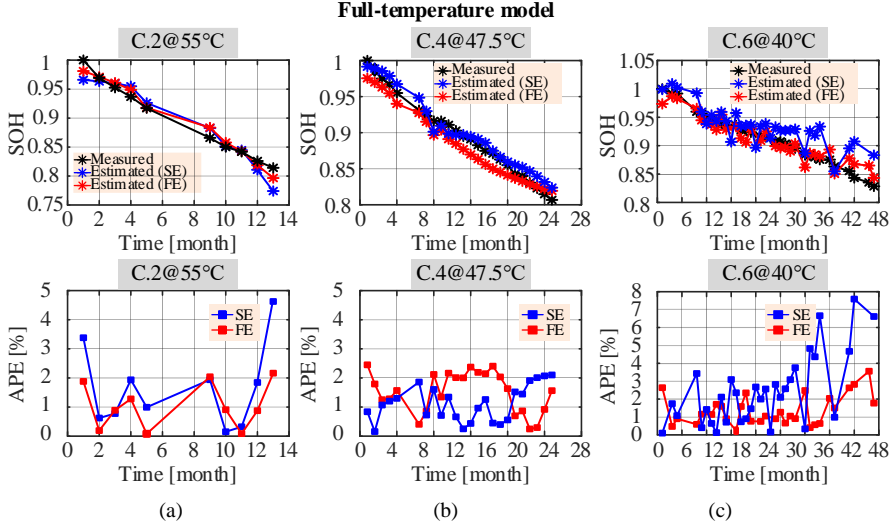 Full-temperature model
C.2@55°C
C.4@47.5°C
C.6@40°C
SOH
1
0.95
0.9
0.85
0.8
0.75
Measured
Estimated (SE)
Estimated (FE)
0 2 4 6 8 10 12 14
Time [month]
SOH
1
0.95
0.9
0.85
0.8
Measured
Estimated (SE)
Estimated (FE)
0 4 8 12 16 20 24 28
Time [month]
SOH
1.05
1
0.95
0.9
0.85
0.8
Measured
Estimated (SE)
Estimated (FE)
0 6 12 18 24 30 36 42 48
Time [month]
C.2@55°C
C.4@47.5°C
C.6@40°C
APE [%]
5
4
3
2
1
0
SE
FE
0 2 4 6 8 10 12 14
Time [month]
APE [%]
5
4
3
2
1
0
SE
FE
0 4 8 12 16 20 24 28
Time [month]
APE [%]
8
7
6
5
4
3
2
1
0
SE
FE
0 6 12 18 24 30 36 42 48
Time [month]
(a)
(b)
(c)